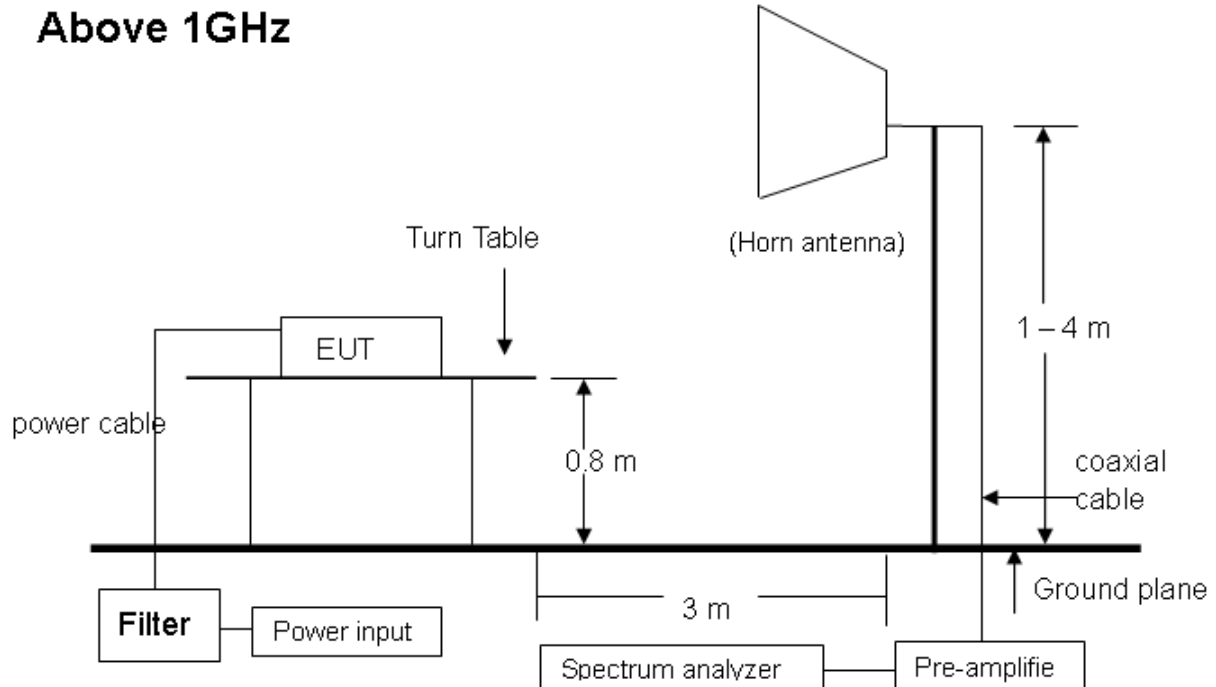 Above 1GHz
(Horn antenna)
Turn Table
EUT
1 – 4 m
power cable
0.8 m
coaxial
cable
Ground plane
3 m
Filter
Power input
Spectrum analyzer
Pre-amplifie